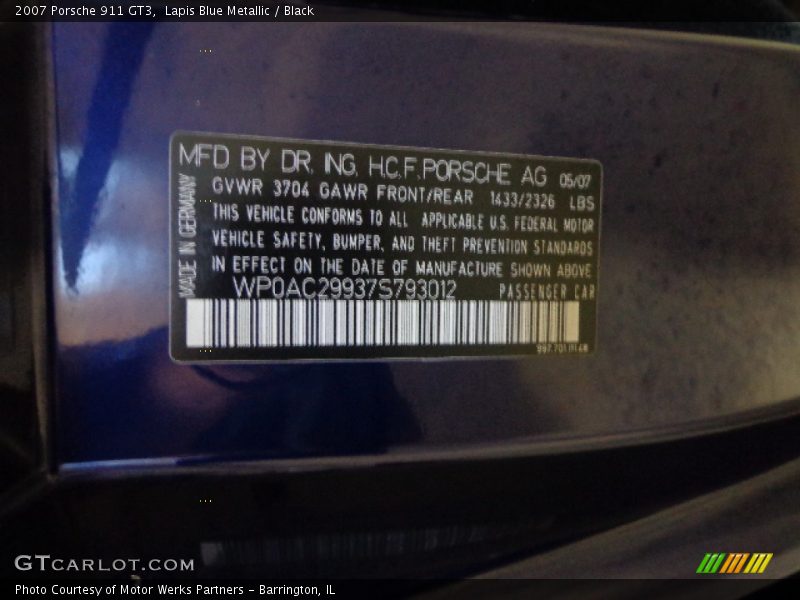 2007 Porsche 911 GT3,  Lapis Blue Metallic / Black
MFD BY DR. ING. H.C.F. PORSCHE AG 05/07
GVWR 3704 GAWR FRONT/REAR 1433/2326 LBS
THIS VEHICLE CONFORMS TO ALL APPLICABLE U.S. FEDERAL MOTOR
VEHICLE SAFETY, BUMPER, AND THEFT PREVENTION STANDARDS
IN EFFECT ON THE DATE OF MANUFACTURE SHOWN ABOVE
WP0AC29937S793012 PASSENGER CAR
MADE IN GERMANY
GTCARLOT.COM
Photo Courtesy of Motor Werks Partners - Barrington, IL